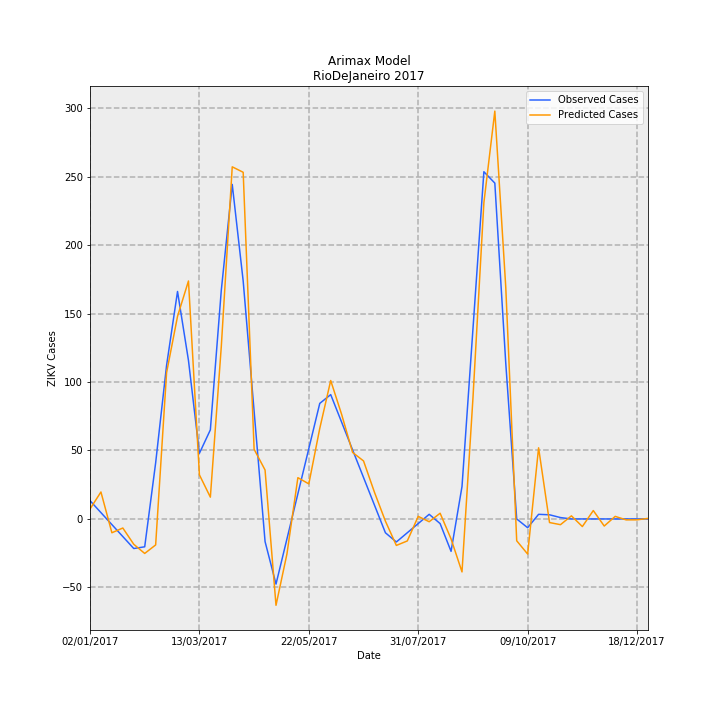 Arimax Model
RioDeJaneiro 2017
Observed Cases
Predicted Cases
300
250
200
150
100
50
0
−50
ZIKV Cases
02/01/2017 13/03/2017 22/05/2017 31/07/2017 09/10/2017 18/12/2017
Date